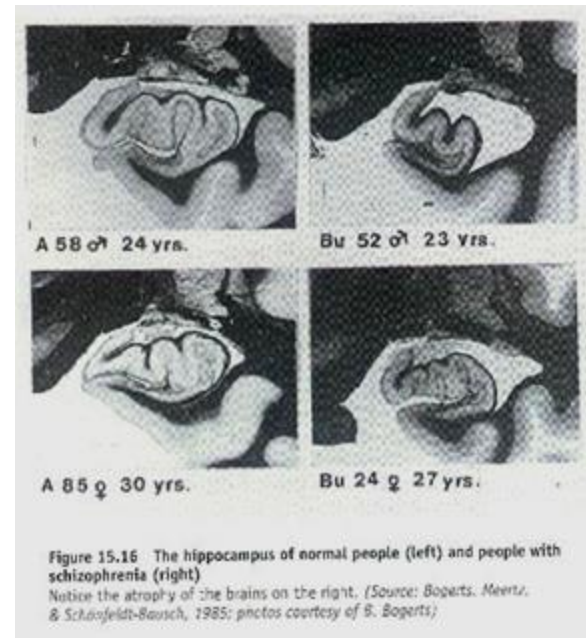 A 58 ♂ 24 yrs.
Bu 52 ♂ 23 yrs.
A 85 ♀ 30 yrs.
Bu 24 ♀ 27 yrs.
Figure 15.16 The hippocampus of normal people (left) and people with
schizophrenia (right)
Notice the atrophy of the brains on the right. (Source: Bogerts, Meertz,
& Schönfeldt-Bausch, 1985; photos courtesy of B. Bogerts)